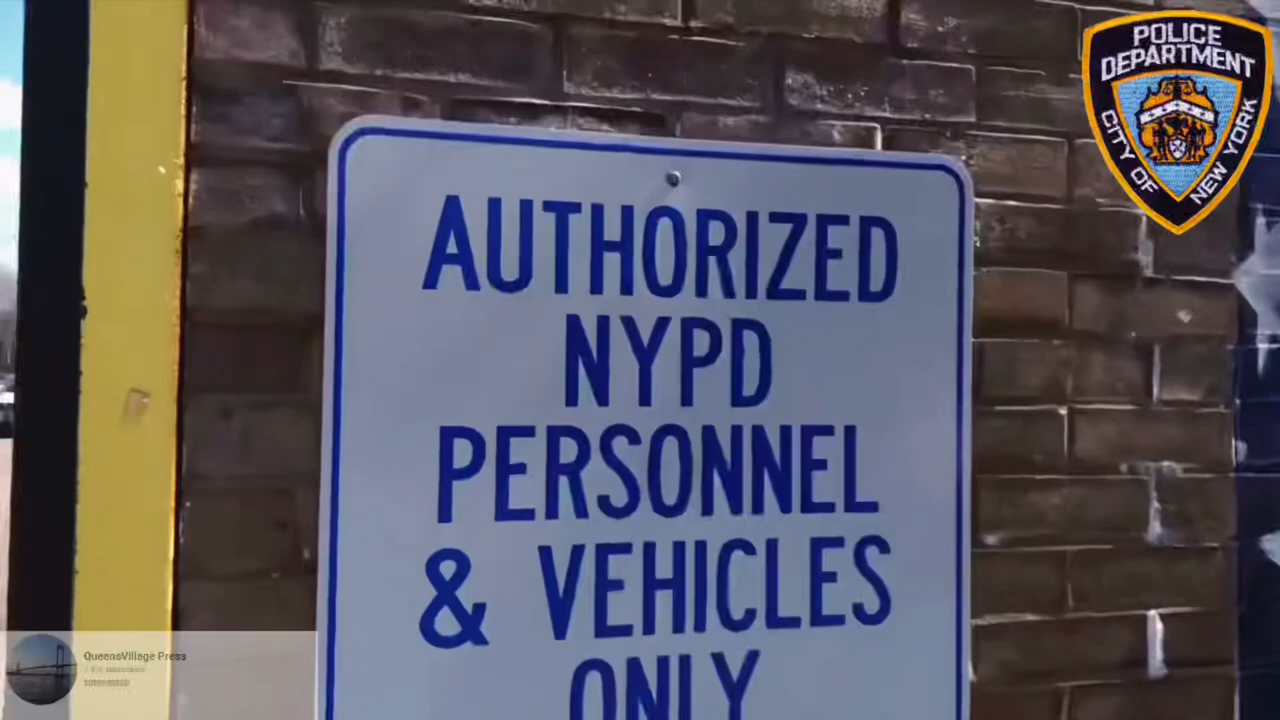 POLICE
DEPARTMENT
CITY OF
NEW YORK
AUTHORIZED
NYPD
PERSONNEL
& VEHICLES
ONLY
QueensVillage Press